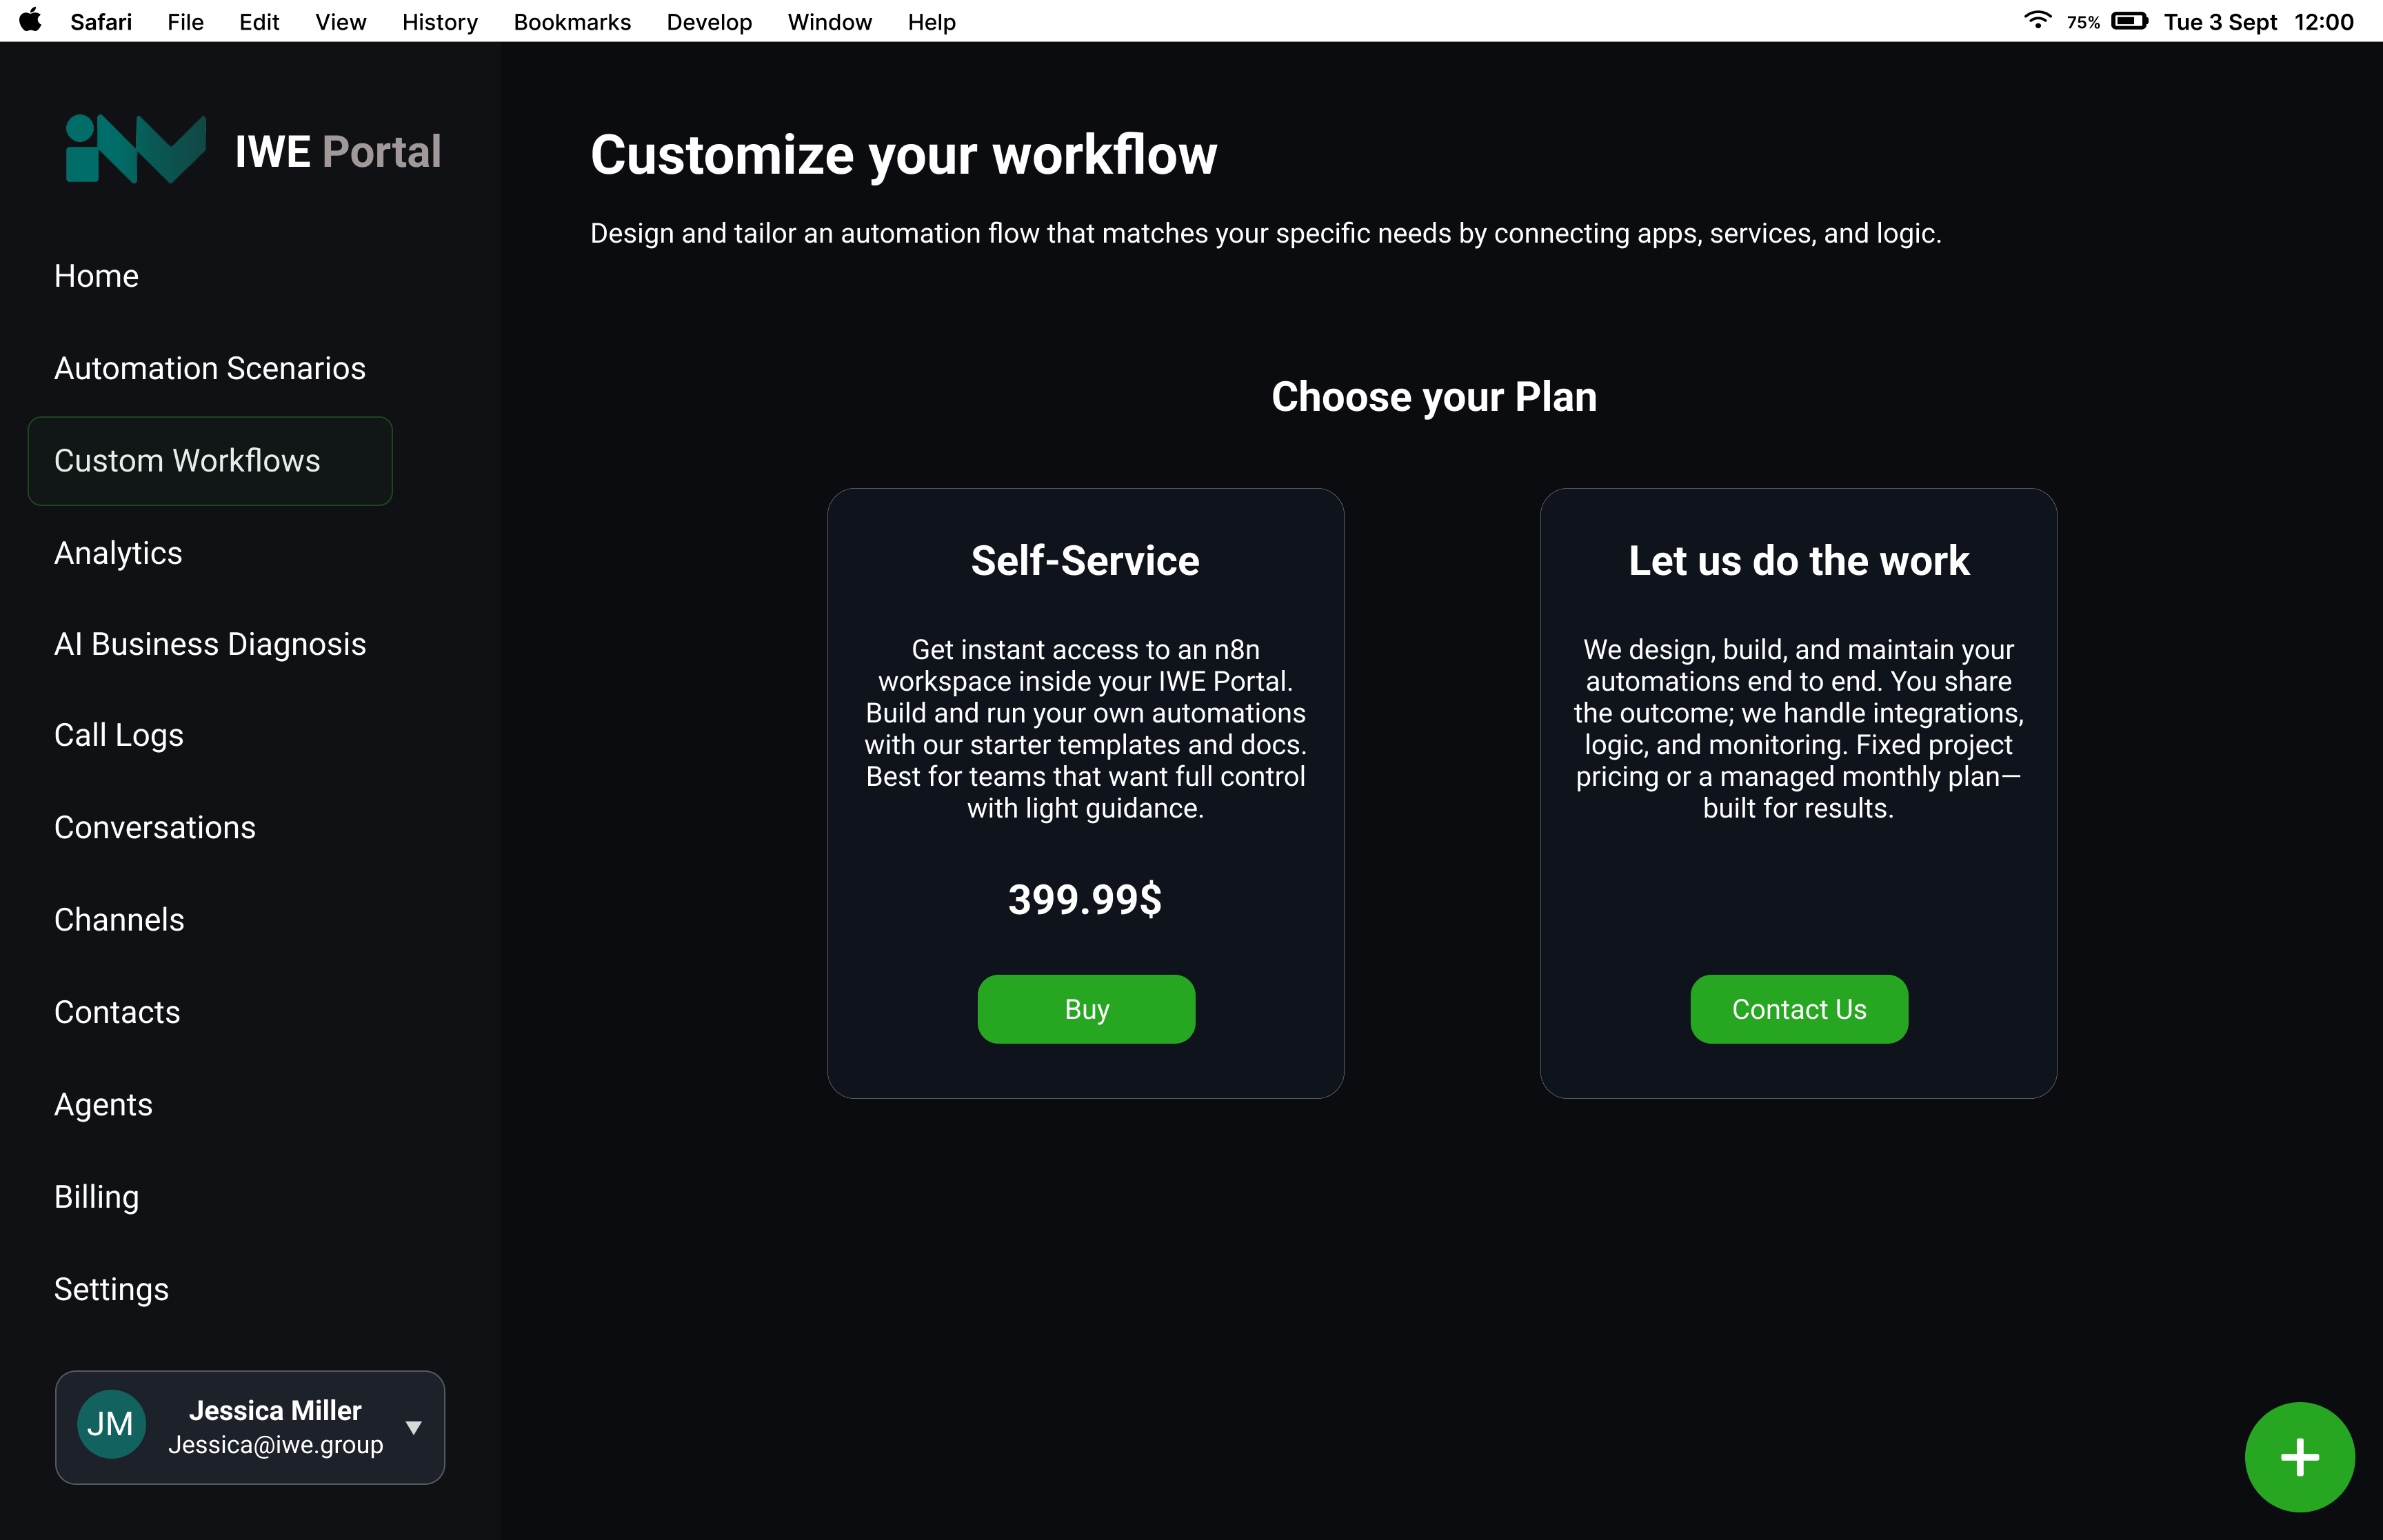 Safari File Edit View History Bookmarks Develop Window Help 75% Tue 3 Sept 12:00
IWE Portal
Home
Automation Scenarios
Custom Workflows
Analytics
AI Business Diagnosis
Call Logs
Conversations
Channels
Contacts
Agents
Billing
Settings
JM
Jessica Miller
Jessica@iwe.group
Customize your workflow
Design and tailor an automation flow that matches your specific needs by connecting apps, services, and logic.
Choose your Plan
Self-Service
Get instant access to an n8n
workspace inside your IWE Portal.
Build and run your own automations
with our starter templates and docs.
Best for teams that want full control
with light guidance.
399.99$
Buy
Let us do the work
We design, build, and maintain your
automations end to end. You share
the outcome; we handle integrations,
logic, and monitoring. Fixed project
pricing or a managed monthly plan—
built for results.
Contact Us